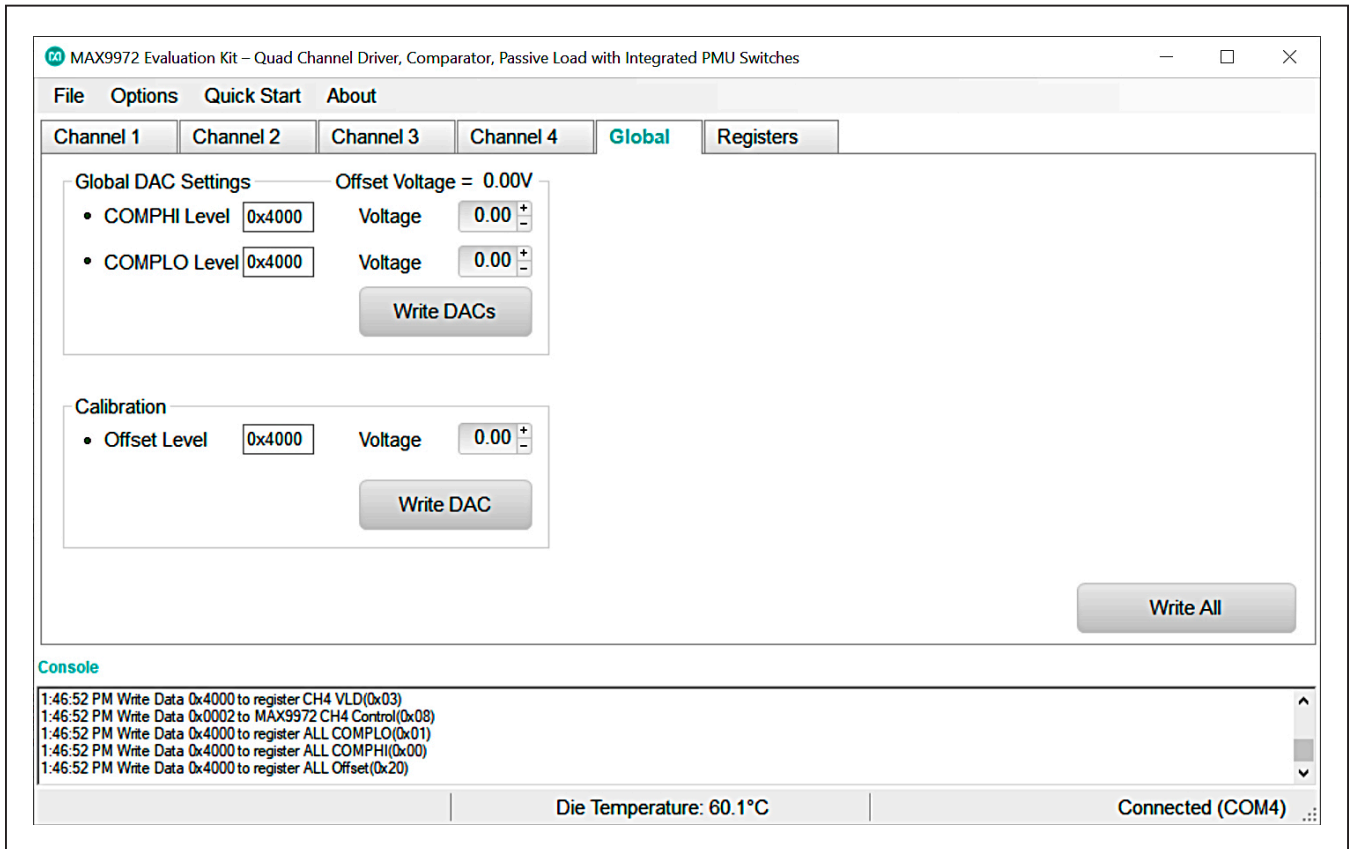 MAX9972 Evaluation Kit – Quad Channel Driver, Comparator, Passive Load with Integrated PMU Switches
File Options Quick Start About
Channel 1 Channel 2 Channel 3 Channel 4 Global Registers
Global DAC Settings Offset Voltage = 0.00V
• COMPHI Level 0x4000 Voltage 0.00 + −
• COMPLO Level 0x4000 Voltage 0.00 + −
Write DACs
Calibration
• Offset Level 0x4000 Voltage 0.00 + −
Write DAC
Write All
Console
1:46:52 PM Write Data 0x4000 to register CH4 VLD(0x03)
1:46:52 PM Write Data 0x0002 to MAX9972 CH4 Control(0x08)
1:46:52 PM Write Data 0x4000 to register ALL COMPLO(0x01)
1:46:52 PM Write Data 0x4000 to register ALL COMPHI(0x00)
1:46:52 PM Write Data 0x4000 to register ALL Offset(0x20)
Die Temperature: 60.1°C Connected (COM4)